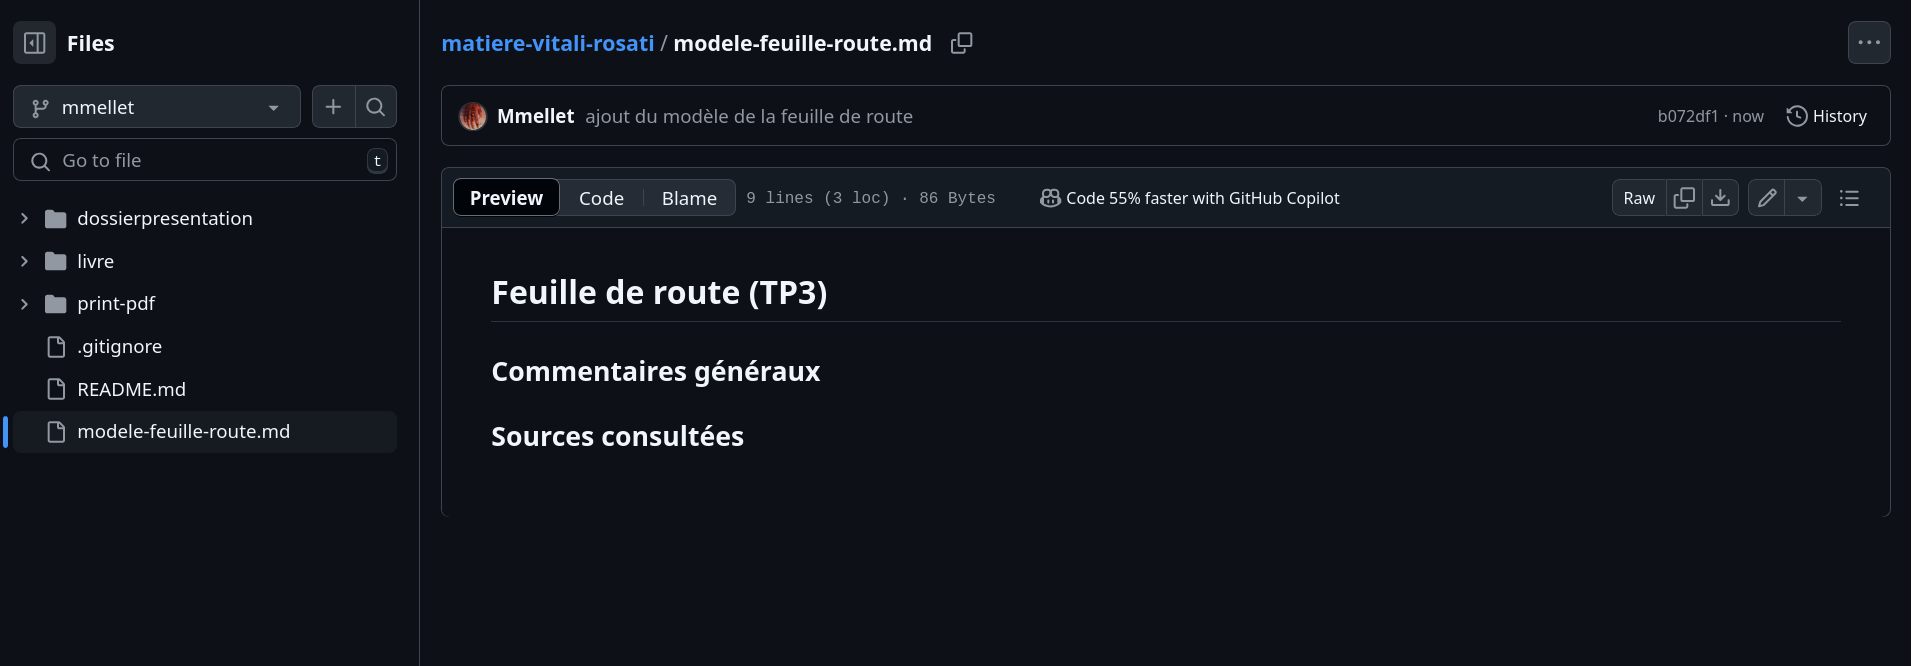 Files
mmellet
Go to file
t
dossierpresentation
livre
print-pdf
.gitignore
README.md
modele-feuille-route.md
matiere-vitali-rosati / modele-feuille-route.md
Mmellet ajout du modèle de la feuille de route b072df1 · now History
Preview Code Blame 9 lines (3 loc) · 86 Bytes Code 55% faster with GitHub Copilot Raw
Feuille de route (TP3)
Commentaires généraux
Sources consultées